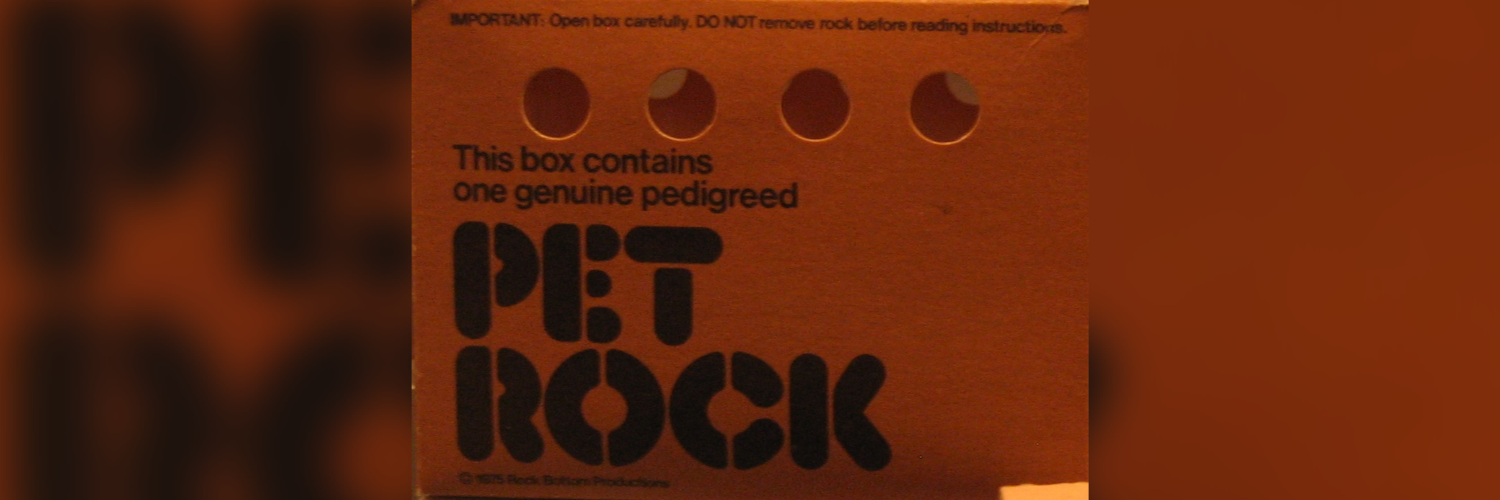 IMPORTANT: Open box carefully. DO NOT remove rock before reading instructions.
This box contains
one genuine pedigreed
PET
ROCK
© 1975 Rock Bottom Productions